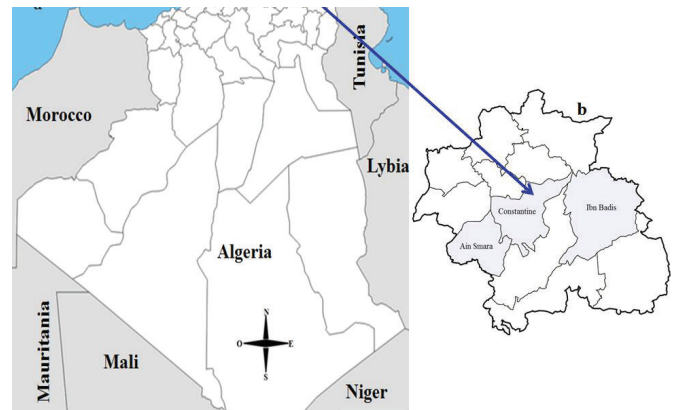 Tunisia
Morocco
b
Lybia
Constantine
Ibn Badis
Ain Smara
Algeria
N
O E
S
Mauritania
Mali
Niger